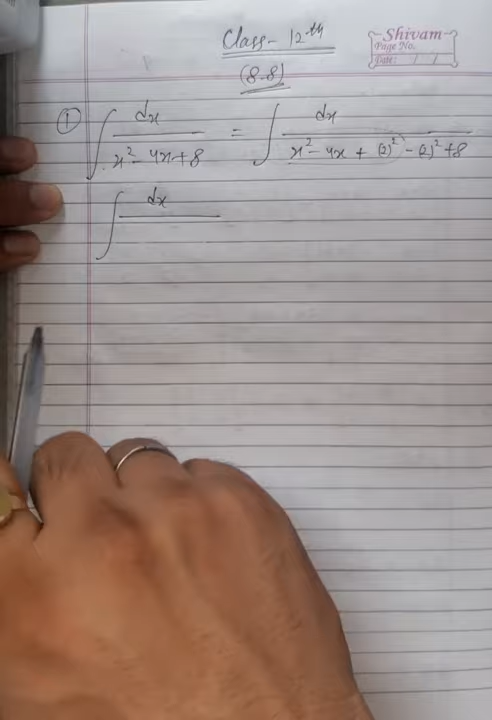 Class - 12th
Shivam
Page No.
Date: / /
(8.8)
① ∫ dx / x² - 4x + 8 = ∫ dx / x² - 4x + (2)² - (2)² + 8
∫ dx